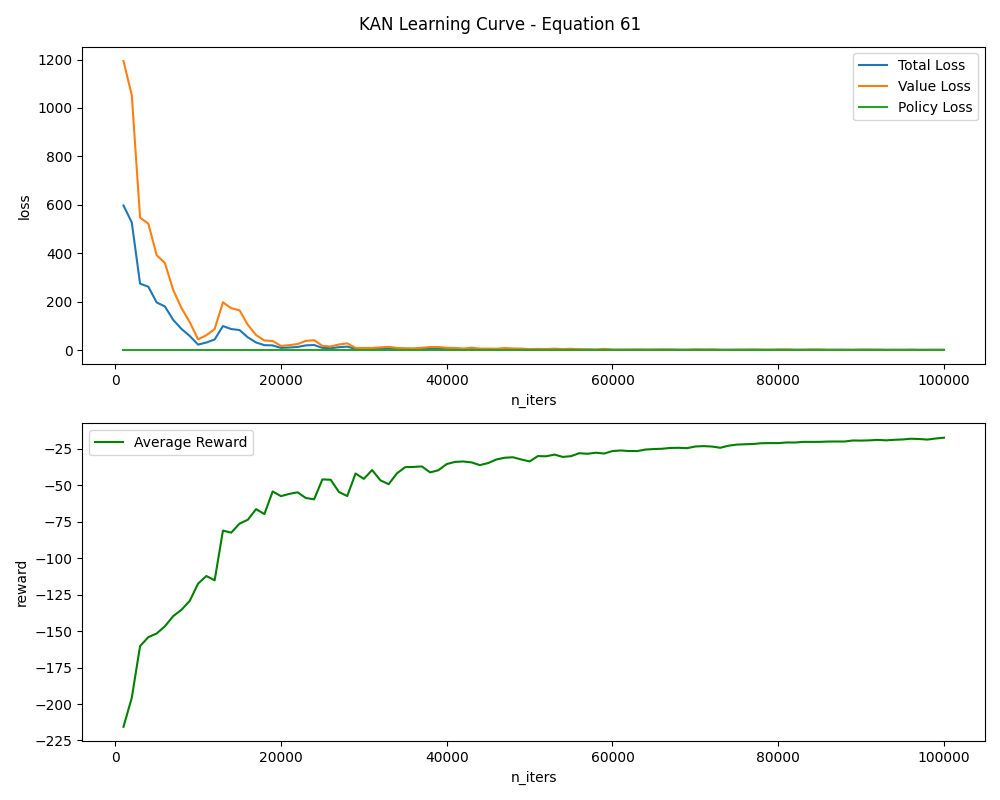 KAN Learning Curve - Equation 61
1200
1000
800
600
400
200
0
loss
Total Loss
Value Loss
Policy Loss
0 20000 40000 60000 80000 100000
n_iters
−25
−50
−75
−100
−125
−150
−175
−200
−225
reward
Average Reward
0 20000 40000 60000 80000 100000
n_iters